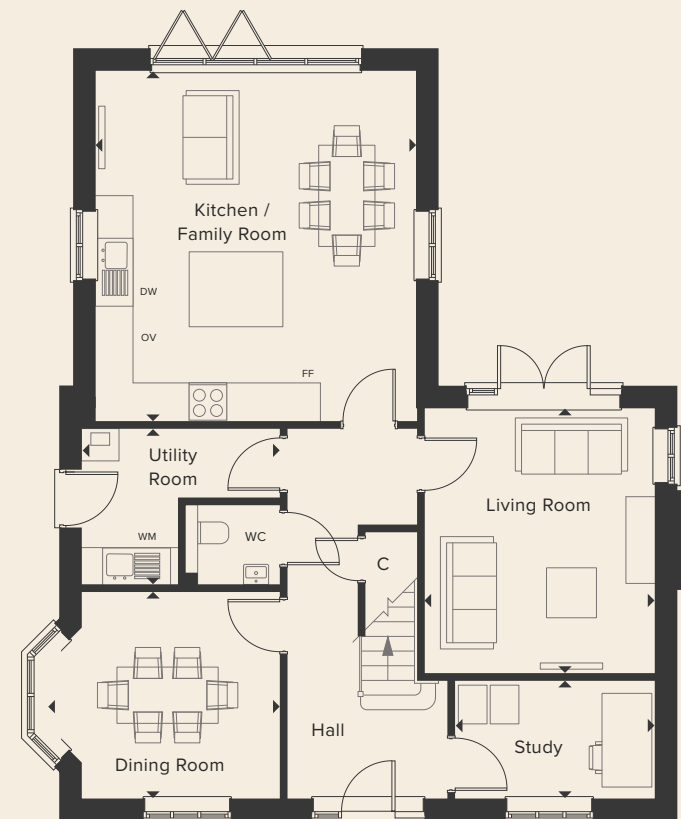 Kitchen /
Family Room
DW
OV
FF
Utility
Room
Living Room
WM
WC
C
Hall
Study
Dining Room